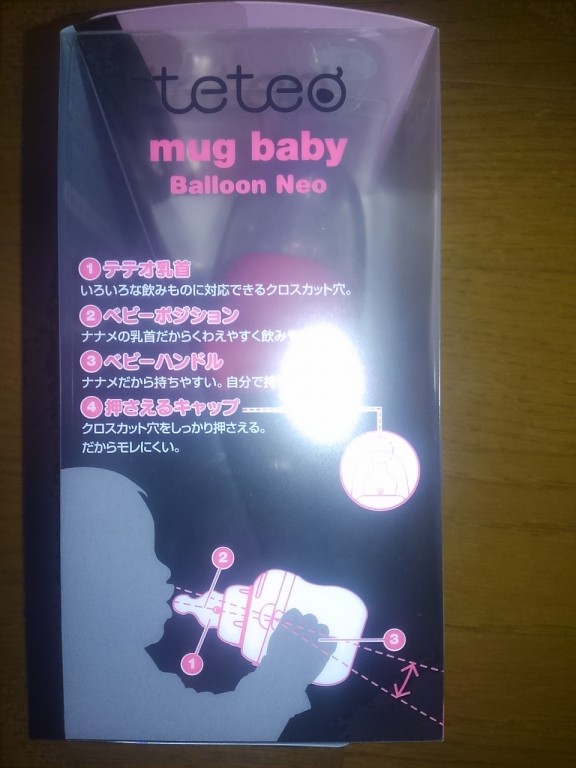 teteo
mug baby
Balloon Neo
1 テテオ乳首
いろいろな飲みものに対応できるクロスカット穴。
2 ベビーポジション
ナナメの乳首だからくわえやすく飲み
3 ベビーハンドル
ナナメだから持ちやすい。自分で持
4 押さえるキャップ
クロスカット穴をしっかり押さえる。
だからモレにくい。
2
1
3